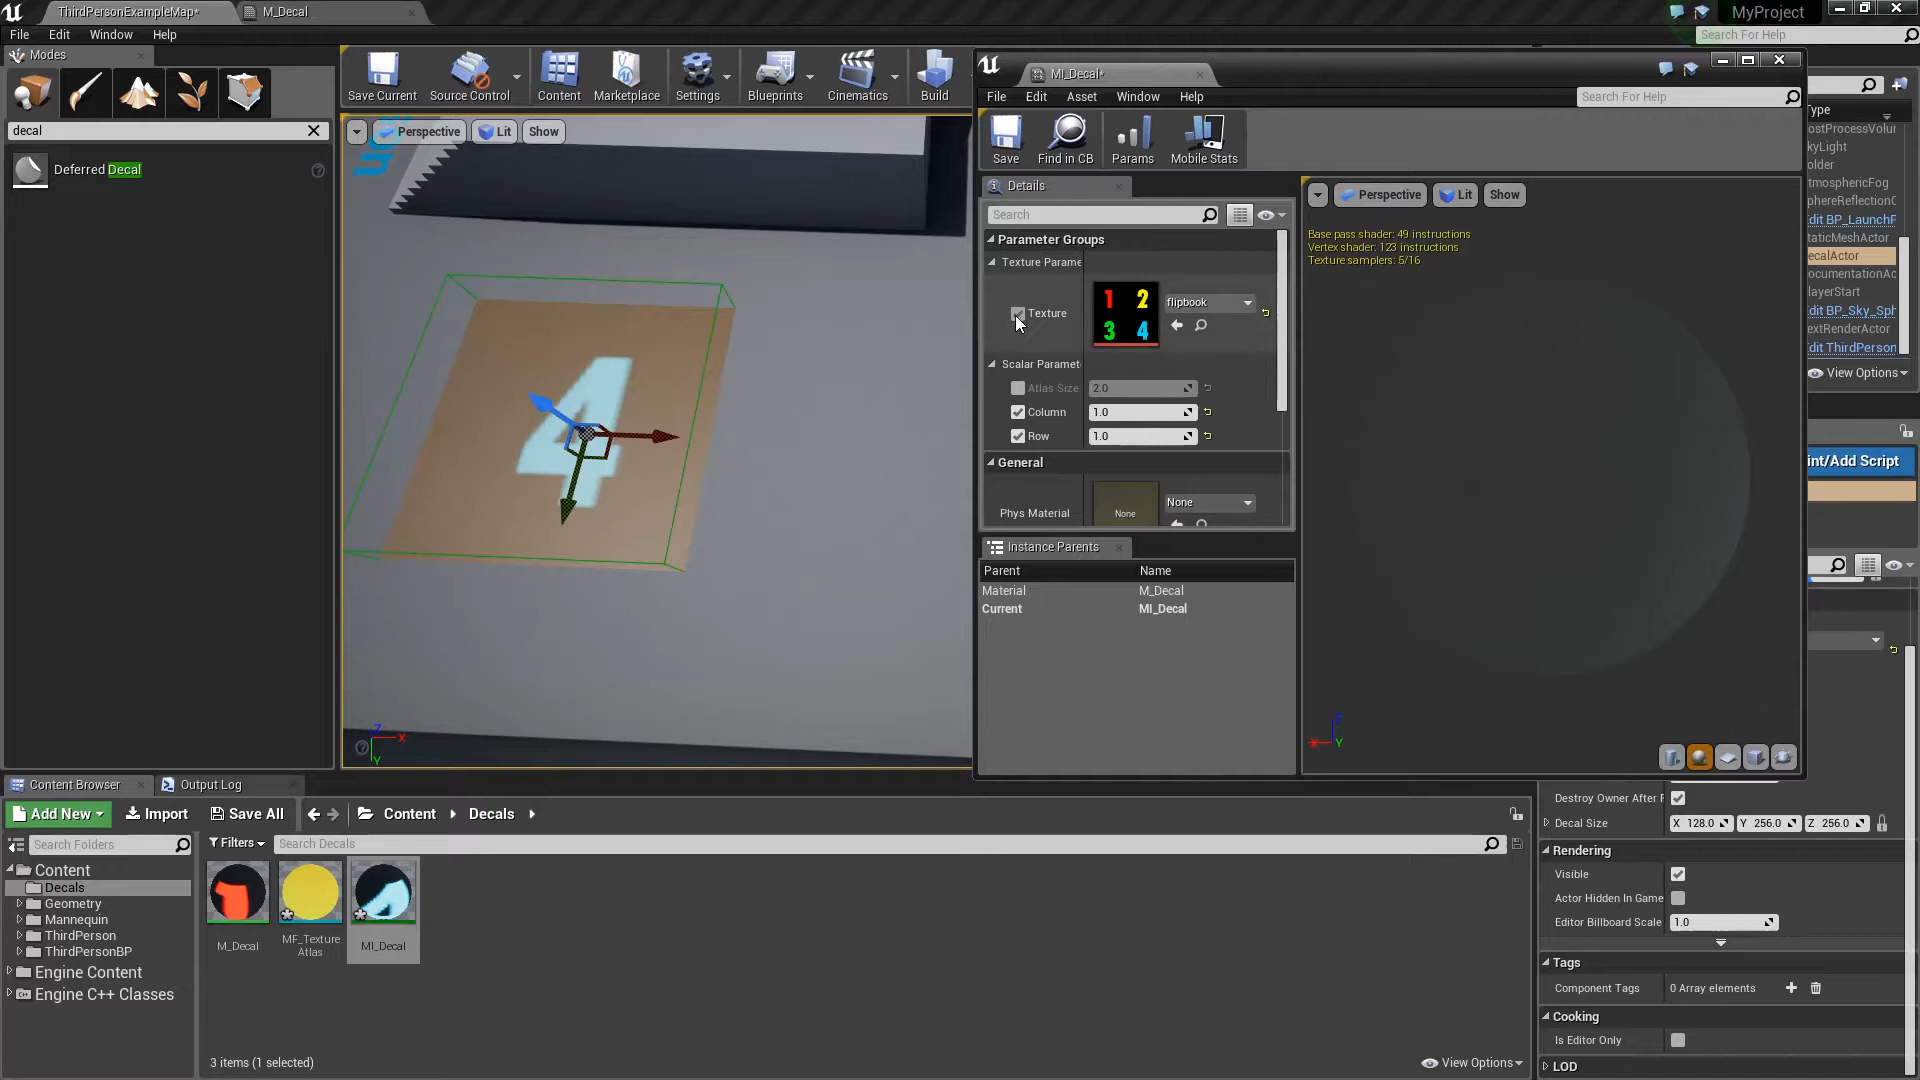 ThirdPersonExampleMap*
M_Decal
MyProject
File Edit Window Help
Search For Help
Modes
decal
Deferred Decal
Save Current
Source Control
Content
Marketplace
Settings
Blueprints
Cinematics
Build
Perspective
Lit
Show
4
Z
X
Y
MI_Decal*
File Edit Asset Window Help
Search For Help
Save
Find in CB
Params
Mobile Stats
Details
Search
Parameter Groups
Texture Parame
Texture
1 2
3 4
flipbook
Scalar Paramet
Atlas Size 2.0
Column 1.0
Row 1.0
General
Phys Material
None
None
Instance Parents
Parent Name
Material M_Decal
Current MI_Decal
Perspective
Lit
Show
Base pass shader: 49 instructions
Vertex shader: 123 instructions
Texture samplers: 5/16
Z
X
Y
Type
ostProcessVolur
kyLight
older
tmosphericFog
phereReflectionC
dit BP_LaunchP
taticMeshActor
ecalActor
ocumentationAc
layerStart
dit BP_Sky_Sph
extRenderActor
dit ThirdPerson
View Options
int/Add Script
Destroy Owner After F
Decal Size X 128.0 Y 256.0 Z 256.0
Rendering
Visible
Actor Hidden In Game
Editor Billboard Scale 1.0
Tags
Component Tags 0 Array elements
Cooking
Is Editor Only
LOD
Content Browser
Output Log
Add New
Import
Save All
Content
Decals
Search Folders
Filters
Search Decals
Content
Decals
Geometry
Mannequin
ThirdPerson
ThirdPersonBP
Engine Content
Engine C++ Classes
M_Decal
MF_Texture
Atlas
MI_Decal
3 items (1 selected)
View Options